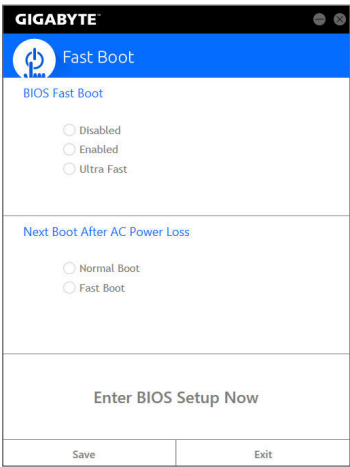 GIGABYTE™
Fast Boot
BIOS Fast Boot
Disabled
Enabled
Ultra Fast
Next Boot After AC Power Loss
Normal Boot
Fast Boot
Enter BIOS Setup Now
Save
Exit